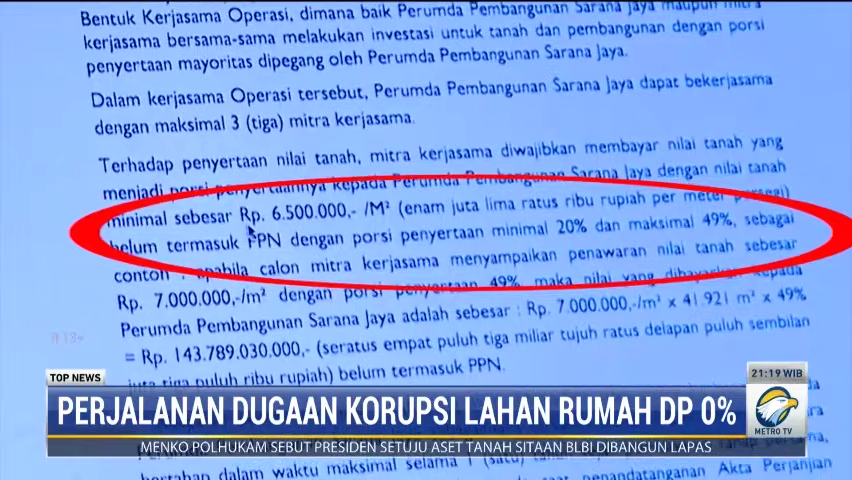 Bentuk Kerjasama Operasi, dimana baik Perumda Pembangunan Sarana Jaya maupun mitra
kerjasama bersama-sama melakukan investasi untuk tanah dan pembangunan dengan porsi
penyertaan mayoritas dipegang oleh Perumda Pembangunan Sarana Jaya.
Dalam kerjasama Operasi tersebut, Perumda Pembangunan Sarana Jaya dapat bekerjasama
dengan maksimal 3 (tiga) mitra kerjasama.
Terhadap penyertaan nilai tanah, mitra kerjasama diwajibkan membayar nilai tanah yang
menjadi porsi penyertaannya kepada Perumda Pembangunan Sarana Jaya dengan nilai tanah
minimal sebesar Rp. 6.500.000,- /M² (enam juta lima ratus ribu rupiah per meter persegi)
belum termasuk PPN dengan porsi penyertaan minimal 20% dan maksimal 49%, sebagai
contoh : apabila calon mitra kerjasama menyampaikan penawaran nilai tanah sebesar
Rp. 7.000.000,-/m² dengan porsi penyertaan 49% maka nilai yang dibayarkan kepada
Perumda Pembangunan Sarana Jaya adalah sebesar : Rp. 7.000.000,-/m² x 41.921 m² x 49%
= Rp. 143.789.030.000,- (seratus empat puluh tiga miliar tujuh ratus delapan puluh sembilan
juta tiga puluh ribu rupiah) belum termasuk PPN.
TOP NEWS
21:19 WIB
PERJALANAN DUGAAN KORUPSI LAHAN RUMAH DP 0%
METRO TV
MENKO POLHUKAM SEBUT PRESIDEN SETUJU ASET TANAH SITAAN BLBI DIBANGUN LAPAS
bertahap dalam waktu maksimal selama 1 (satu) penandatanganan Akta Perjanjian